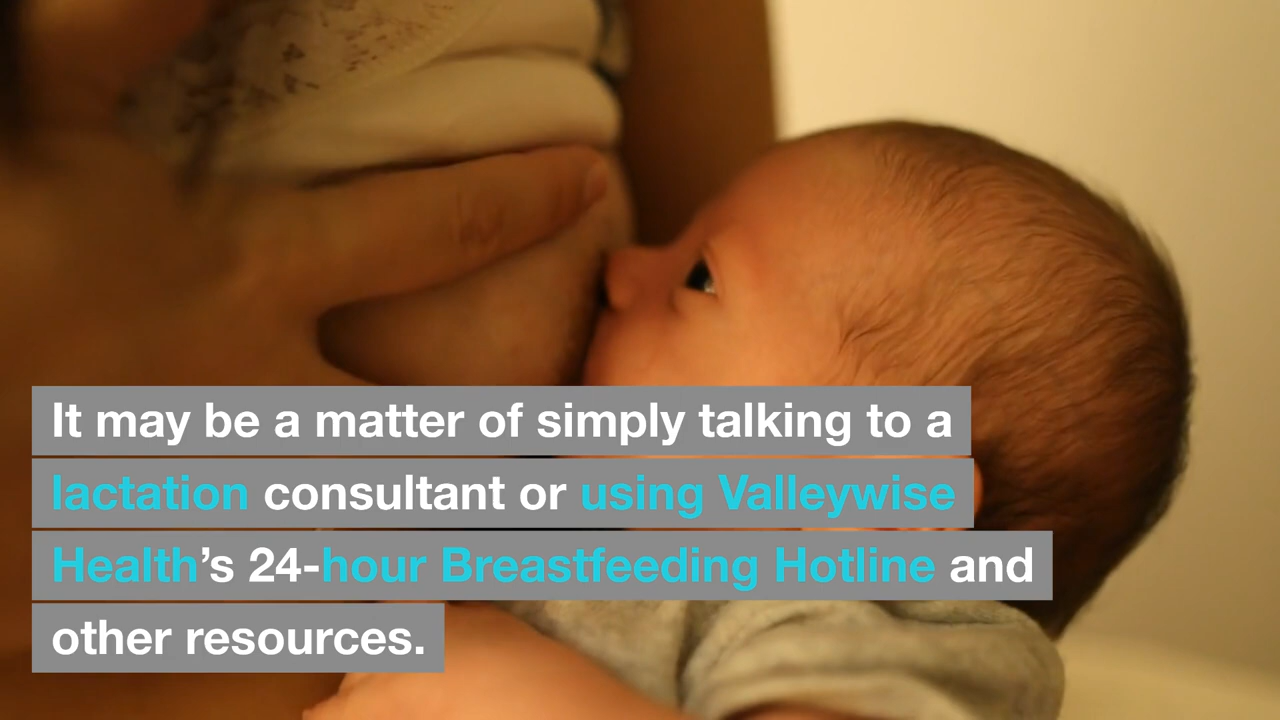 It may be a matter of simply talking to a
lactation consultant or using Valleywise
Health’s 24-hour Breastfeeding Hotline and
other resources.